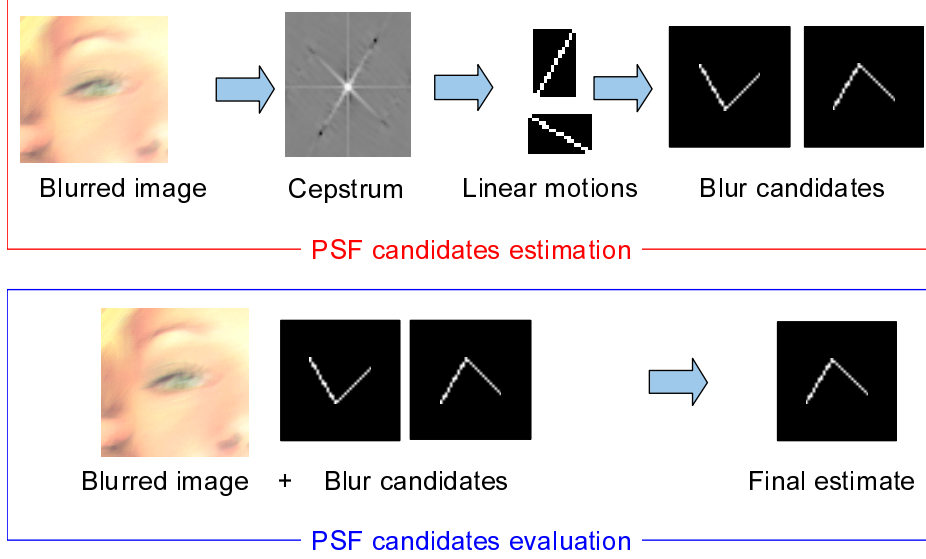 Blurred image
Cepstrum
Linear motions
Blur candidates
PSF candidates estimation
Blurred image + Blur candidates
Final estimate
PSF candidates evaluation